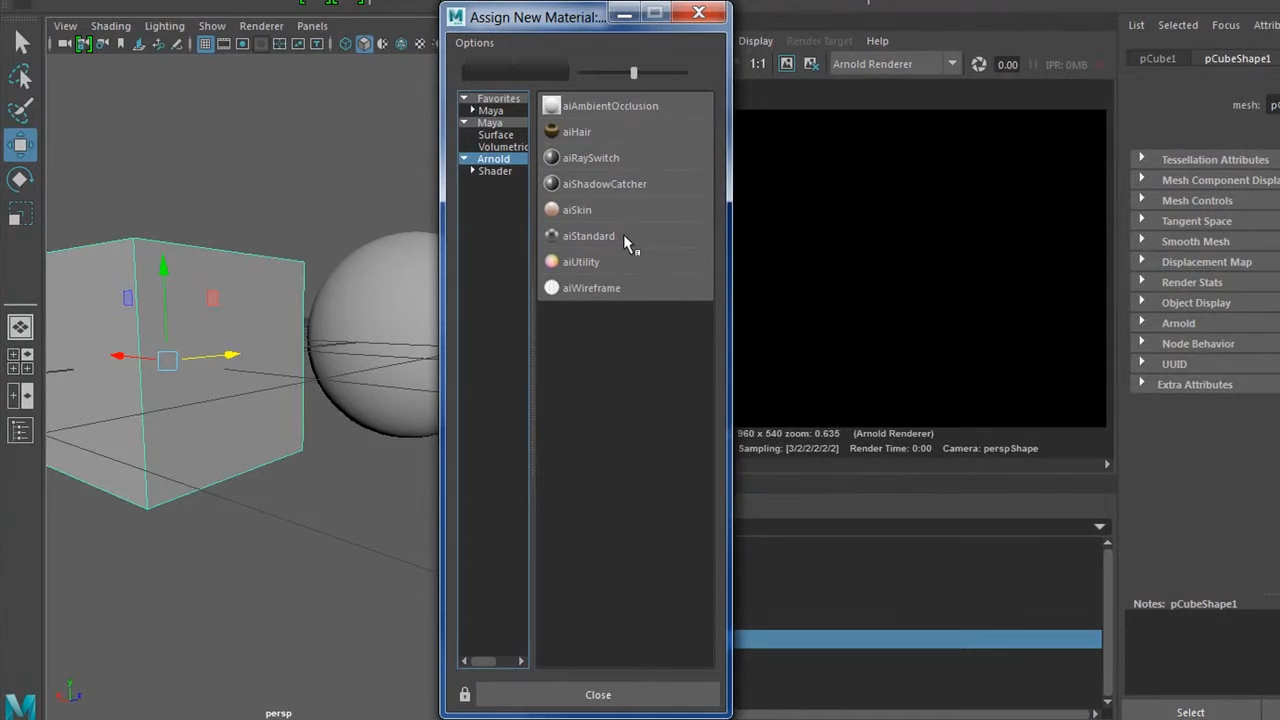 Assign New Material:...
View Shading Lighting Show Renderer Panels
Options
Display Render Target Help
1:1 Arnold Renderer 0.00 IPR: 0MB
List Selected Focus
pCube1 pCubeShape1
mesh:
Favorites
Maya
Maya
Surface
Volumetric
Arnold
Shader
aiAmbientOcclusion
aiHair
aiRaySwitch
aiShadowCatcher
aiSkin
aiStandard
aiUtility
aiWireframe
Tessellation Attributes
Mesh Component Displa
Mesh Controls
Tangent Space
Smooth Mesh
Displacement Map
Render Stats
Object Display
Arnold
Node Behavior
UUID
Extra Attributes
960 x 540 zoom: 0.635 (Arnold Renderer)
Sampling: [3/2/2/2/2/2] Render Time: 0:00 Camera: perspShape
Notes: pCubeShape1
Close
persp
Select
y
z
M
M